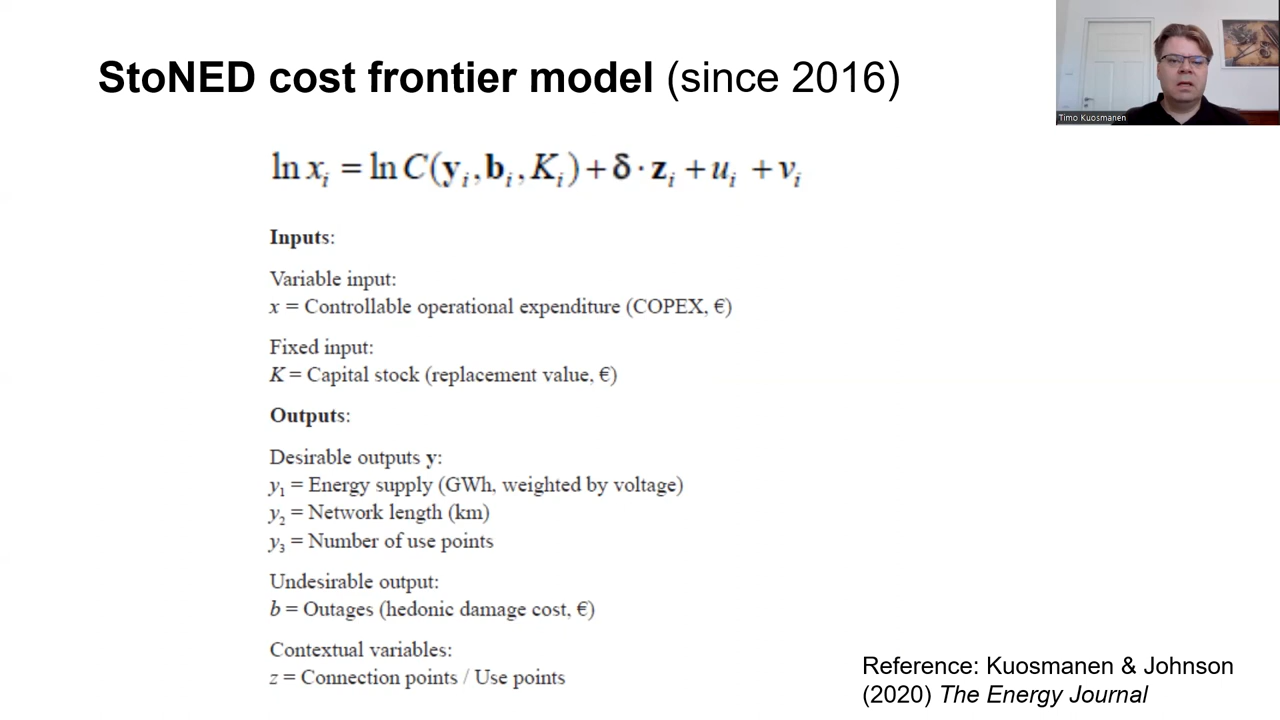 StoNED cost frontier model (since 2016)
Timo Kuosmanen
ln xᵢ = ln C(yᵢ, bᵢ, Kᵢ) + δ · zᵢ + uᵢ + vᵢ
Inputs:
Variable input:
x = Controllable operational expenditure (COPEX, €)
Fixed input:
K = Capital stock (replacement value, €)
Outputs:
Desirable outputs y:
y₁ = Energy supply (GWh, weighted by voltage)
y₂ = Network length (km)
y₃ = Number of use points
Undesirable output:
b = Outages (hedonic damage cost, €)
Contextual variables:
z = Connection points / Use points
Reference: Kuosmanen & Johnson
(2020) The Energy Journal